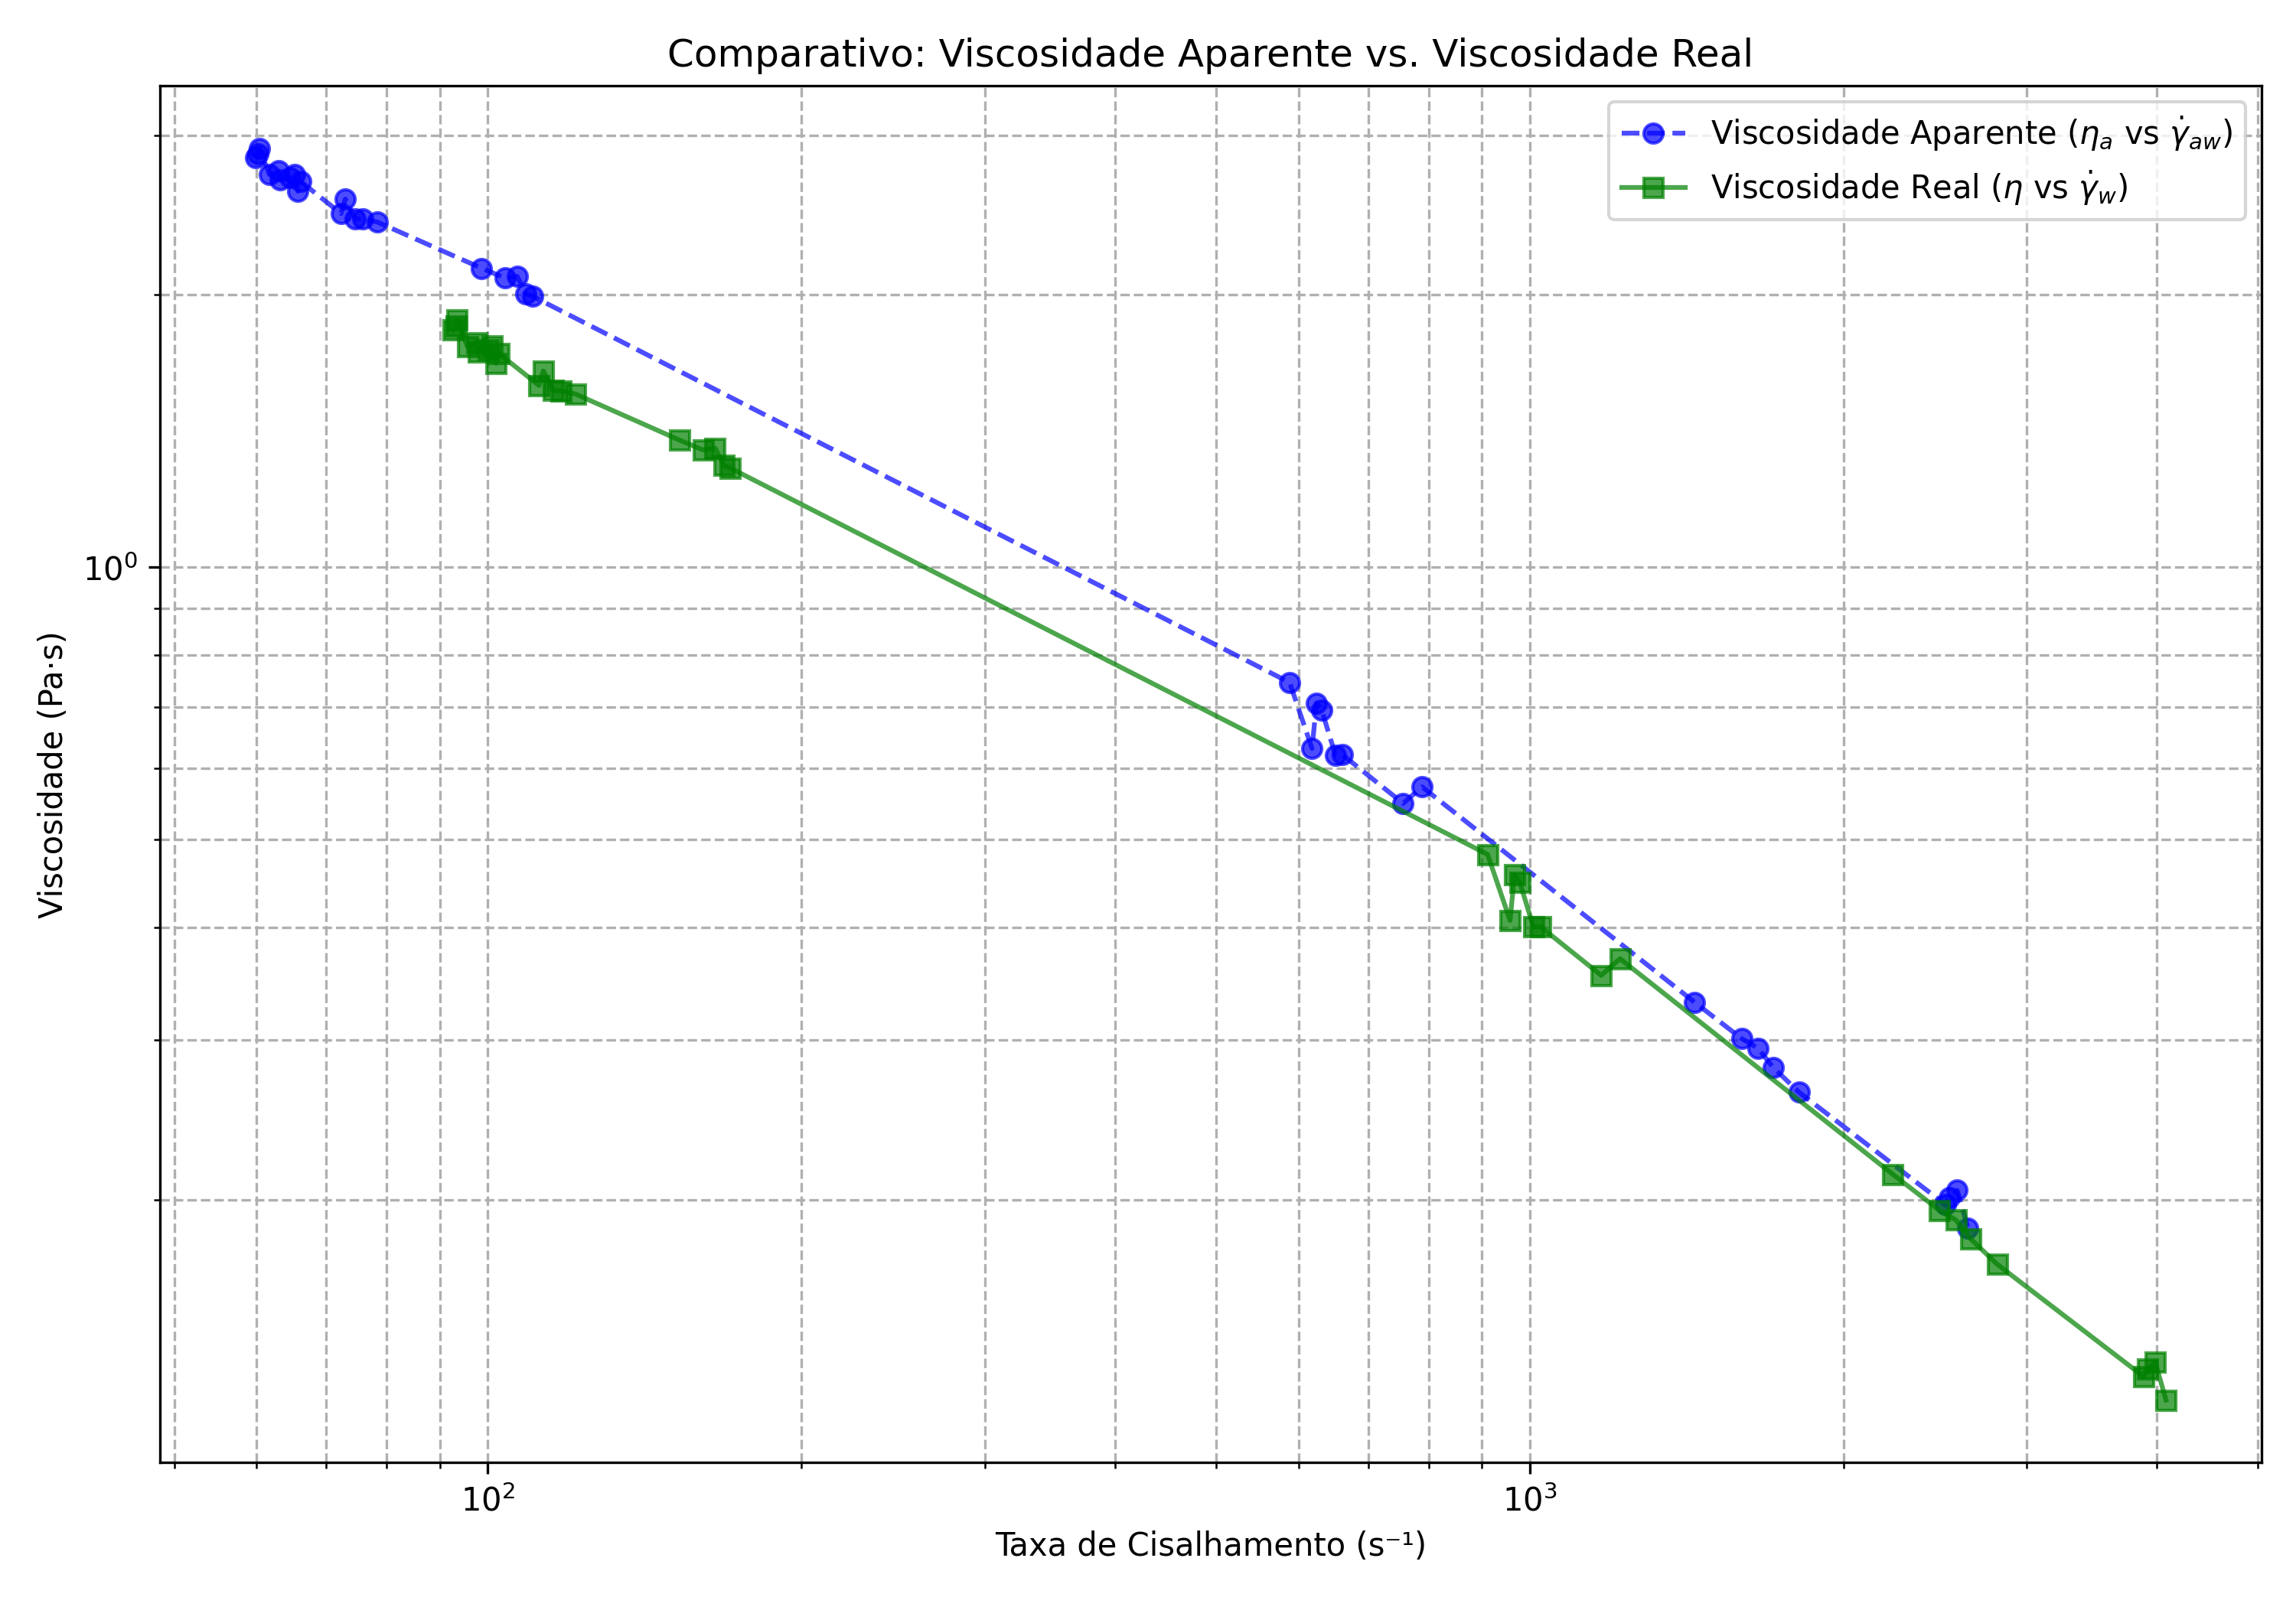 Comparativo: Viscosidade Aparente vs. Viscosidade Real
Viscosidade Aparente (ηₐ vs γ̇ₐw)
Viscosidade Real (η vs γ̇w)
Viscosidade (Pa·s)
10⁰
10²
10³
Taxa de Cisalhamento (s⁻¹)